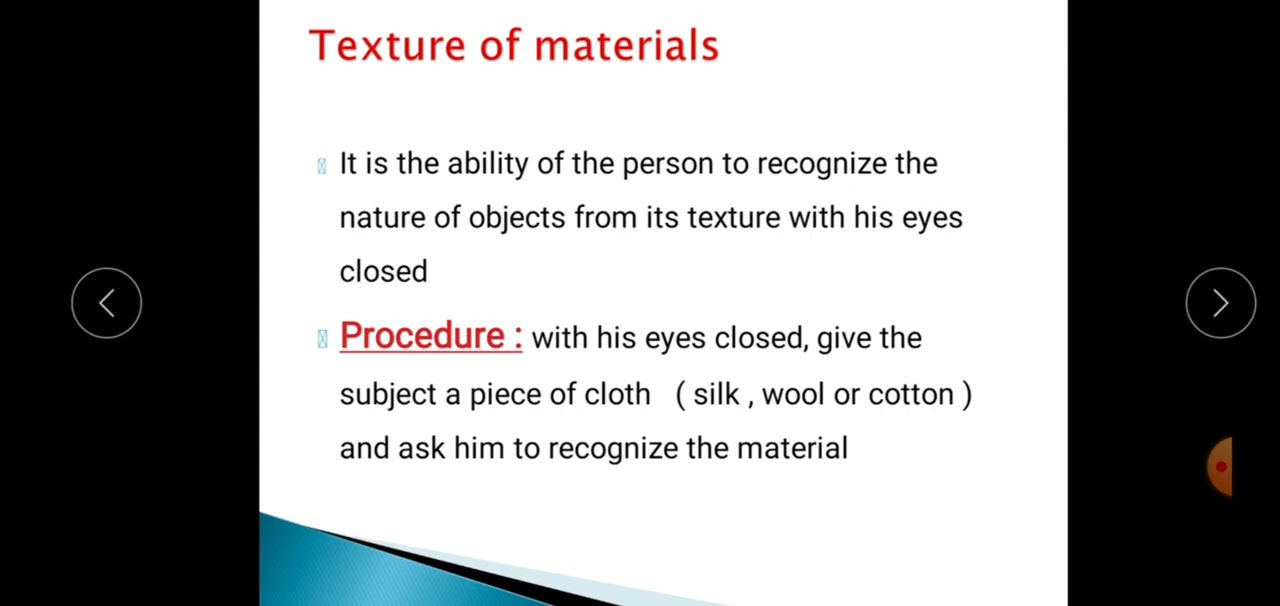 Texture of materials
It is the ability of the person to recognize the
nature of objects from its texture with his eyes
closed
Procedure : with his eyes closed, give the
subject a piece of cloth ( silk , wool or cotton )
and ask him to recognize the material